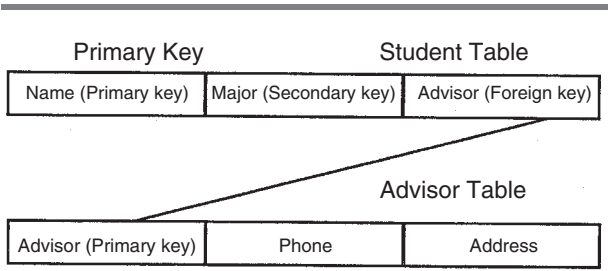 Primary Key Student Table
Name (Primary key) Major (Secondary key) Advisor (Foreign key)
Advisor Table
Advisor (Primary key) Phone Address